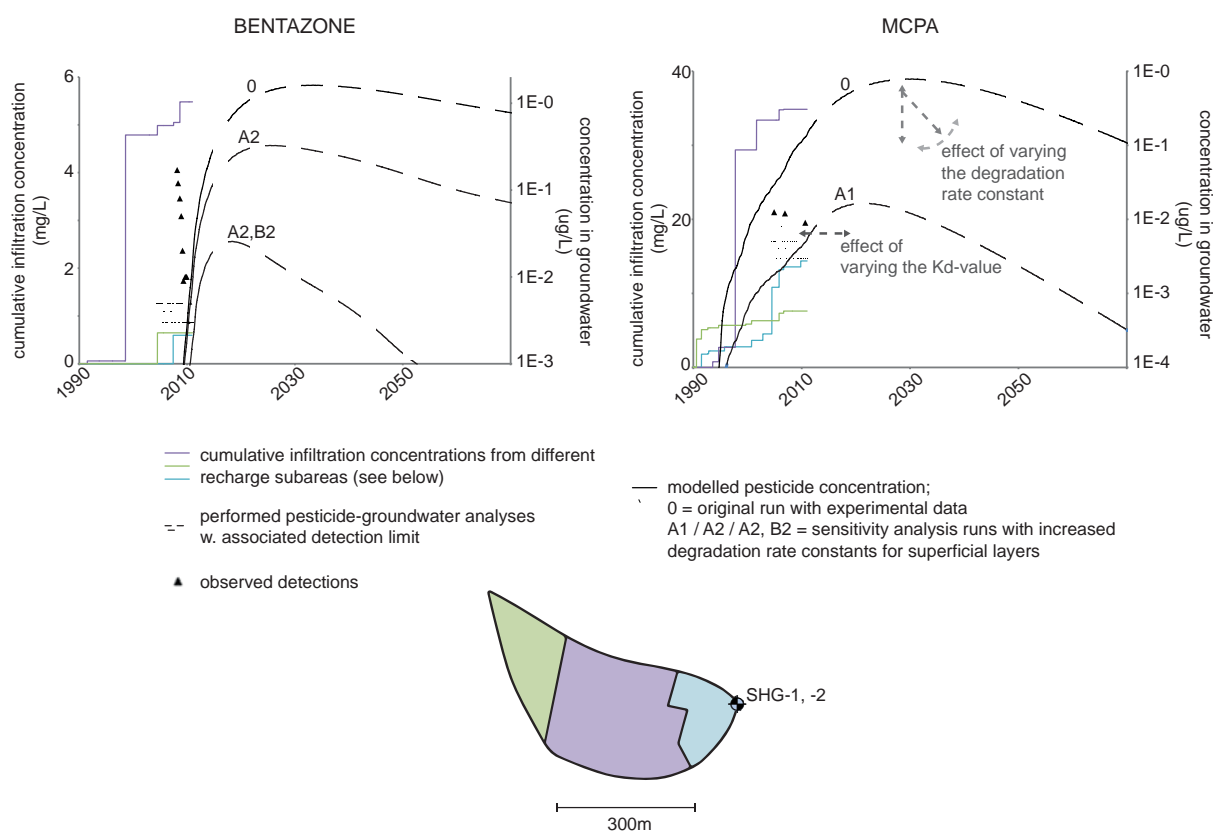 BENTAZONE
cumulative infiltration concentration
(mg/L)
6
4
2
0
1990
2010
2030
2050
0
A2
A2,B2
1E-0
1E-1
1E-2
1E-3
concentration in groundwater
(ug/L)
MCPA
cumulative infiltration concentration
(mg/L)
40
20
0
1990
2010
2030
2050
0
effect of varying
the degradation
rate constant
A1
effect of
varying the Kd-value
1E-0
1E-1
1E-2
1E-3
1E-4
concentration in groundwater
(ug/L)
cumulative infiltration concentrations from different
recharge subareas (see below)
performed pesticide-groundwater analyses
w. associated detection limit
observed detections
modelled pesticide concentration;
0 = original run with experimental data
A1 / A2 / A2, B2 = sensitivity analysis runs with increased
degradation rate constants for superficial layers
SHG-1, -2
300m